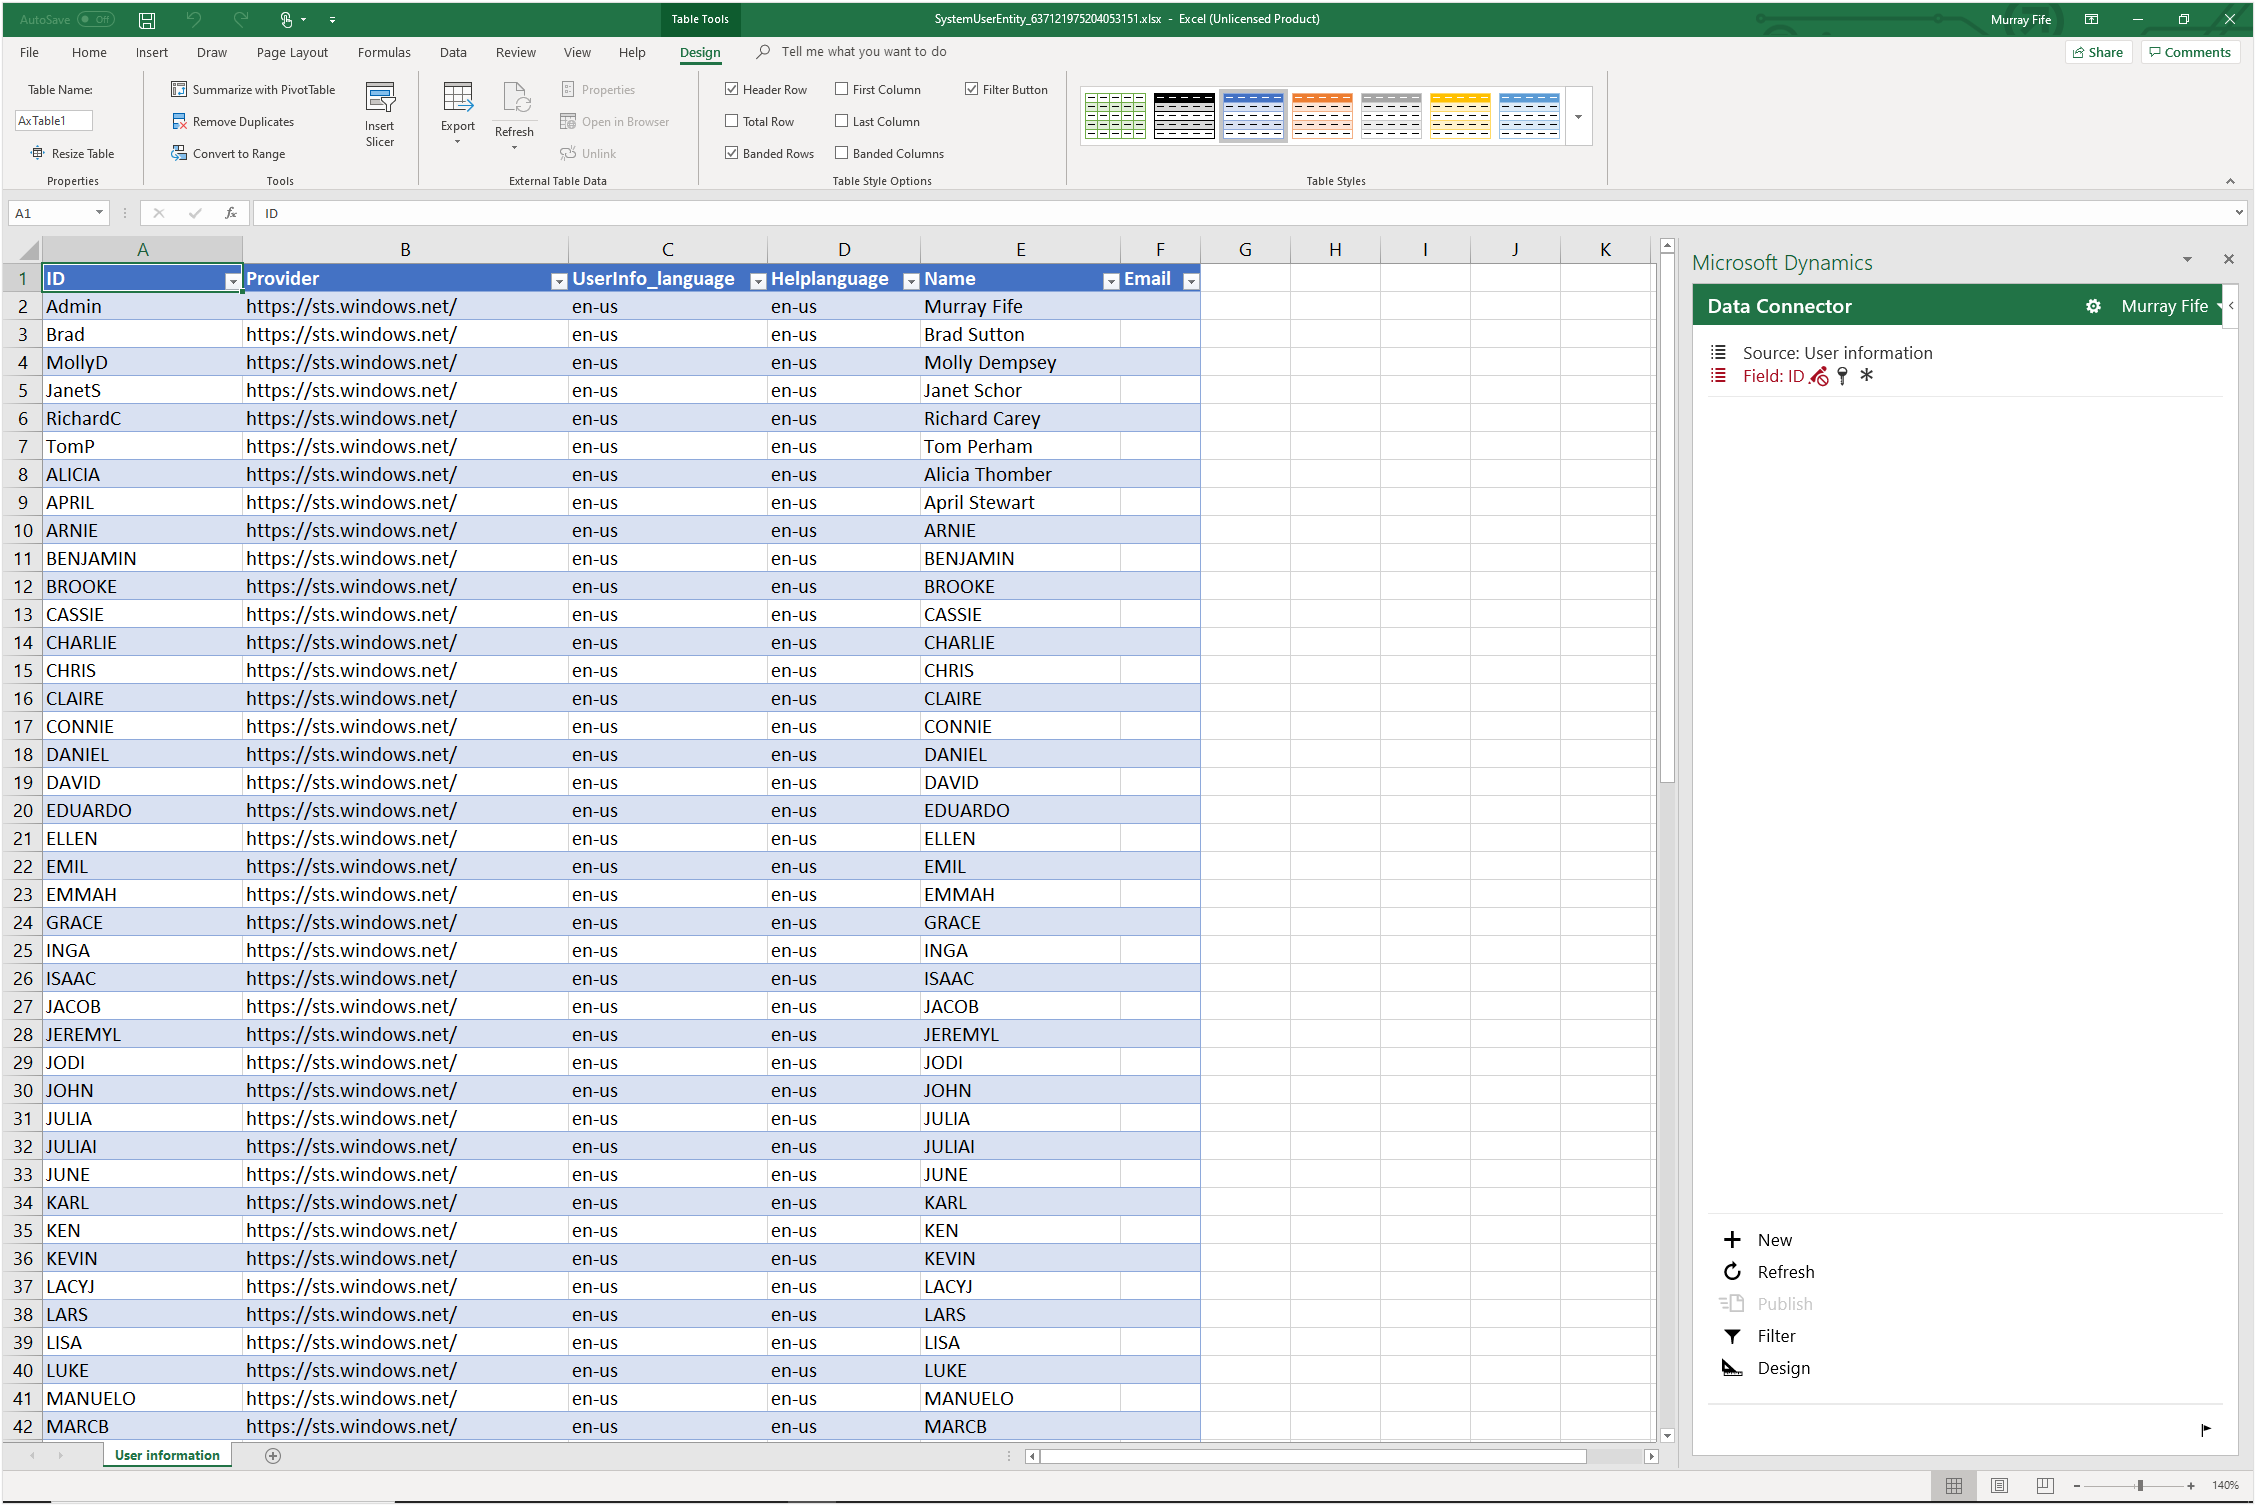 AutoSave Off
Table Tools
SystemUserEntity_637121975204053151.xlsx - Excel (Unlicensed Product)
Murray Fife
File Home Insert Draw Page Layout Formulas Data Review View Help Design Tell me what you want to do
Share Comments
Table Name:
AxTable1
Resize Table
Properties
Summarize with PivotTable
Remove Duplicates
Convert to Range
Insert Slicer
Tools
Export
Refresh
Properties
Open in Browser
Unlink
External Table Data
Header Row First Column Filter Button
Total Row Last Column
Banded Rows Banded Columns
Table Style Options
Table Styles
A1 fx ID
A B C D E F G H I J K
1 ID Provider UserInfo_language Helplanguage Name Email
2 Admin https://sts.windows.net/ en-us en-us Murray Fife
3 Brad https://sts.windows.net/ en-us en-us Brad Sutton
4 MollyD https://sts.windows.net/ en-us en-us Molly Dempsey
5 JanetS https://sts.windows.net/ en-us en-us Janet Schor
6 RichardC https://sts.windows.net/ en-us en-us Richard Carey
7 TomP https://sts.windows.net/ en-us en-us Tom Perham
8 ALICIA https://sts.windows.net/ en-us en-us Alicia Thomber
9 APRIL https://sts.windows.net/ en-us en-us April Stewart
10 ARNIE https://sts.windows.net/ en-us en-us ARNIE
11 BENJAMIN https://sts.windows.net/ en-us en-us BENJAMIN
12 BROOKE https://sts.windows.net/ en-us en-us BROOKE
13 CASSIE https://sts.windows.net/ en-us en-us CASSIE
14 CHARLIE https://sts.windows.net/ en-us en-us CHARLIE
15 CHRIS https://sts.windows.net/ en-us en-us CHRIS
16 CLAIRE https://sts.windows.net/ en-us en-us CLAIRE
17 CONNIE https://sts.windows.net/ en-us en-us CONNIE
18 DANIEL https://sts.windows.net/ en-us en-us DANIEL
19 DAVID https://sts.windows.net/ en-us en-us DAVID
20 EDUARDO https://sts.windows.net/ en-us en-us EDUARDO
21 ELLEN https://sts.windows.net/ en-us en-us ELLEN
22 EMIL https://sts.windows.net/ en-us en-us EMIL
23 EMMAH https://sts.windows.net/ en-us en-us EMMAH
24 GRACE https://sts.windows.net/ en-us en-us GRACE
25 INGA https://sts.windows.net/ en-us en-us INGA
26 ISAAC https://sts.windows.net/ en-us en-us ISAAC
27 JACOB https://sts.windows.net/ en-us en-us JACOB
28 JEREMYL https://sts.windows.net/ en-us en-us JEREMYL
29 JODI https://sts.windows.net/ en-us en-us JODI
30 JOHN https://sts.windows.net/ en-us en-us JOHN
31 JULIA https://sts.windows.net/ en-us en-us JULIA
32 JULIAI https://sts.windows.net/ en-us en-us JULIAI
33 JUNE https://sts.windows.net/ en-us en-us JUNE
34 KARL https://sts.windows.net/ en-us en-us KARL
35 KEN https://sts.windows.net/ en-us en-us KEN
36 KEVIN https://sts.windows.net/ en-us en-us KEVIN
37 LACYJ https://sts.windows.net/ en-us en-us LACYJ
38 LARS https://sts.windows.net/ en-us en-us LARS
39 LISA https://sts.windows.net/ en-us en-us LISA
40 LUKE https://sts.windows.net/ en-us en-us LUKE
41 MANUELO https://sts.windows.net/ en-us en-us MANUELO
42 MARCB https://sts.windows.net/ en-us en-us MARCB
User information
Microsoft Dynamics
Data Connector Murray Fife
Source: User information
Field: ID
New
Refresh
Publish
Filter
Design
140%